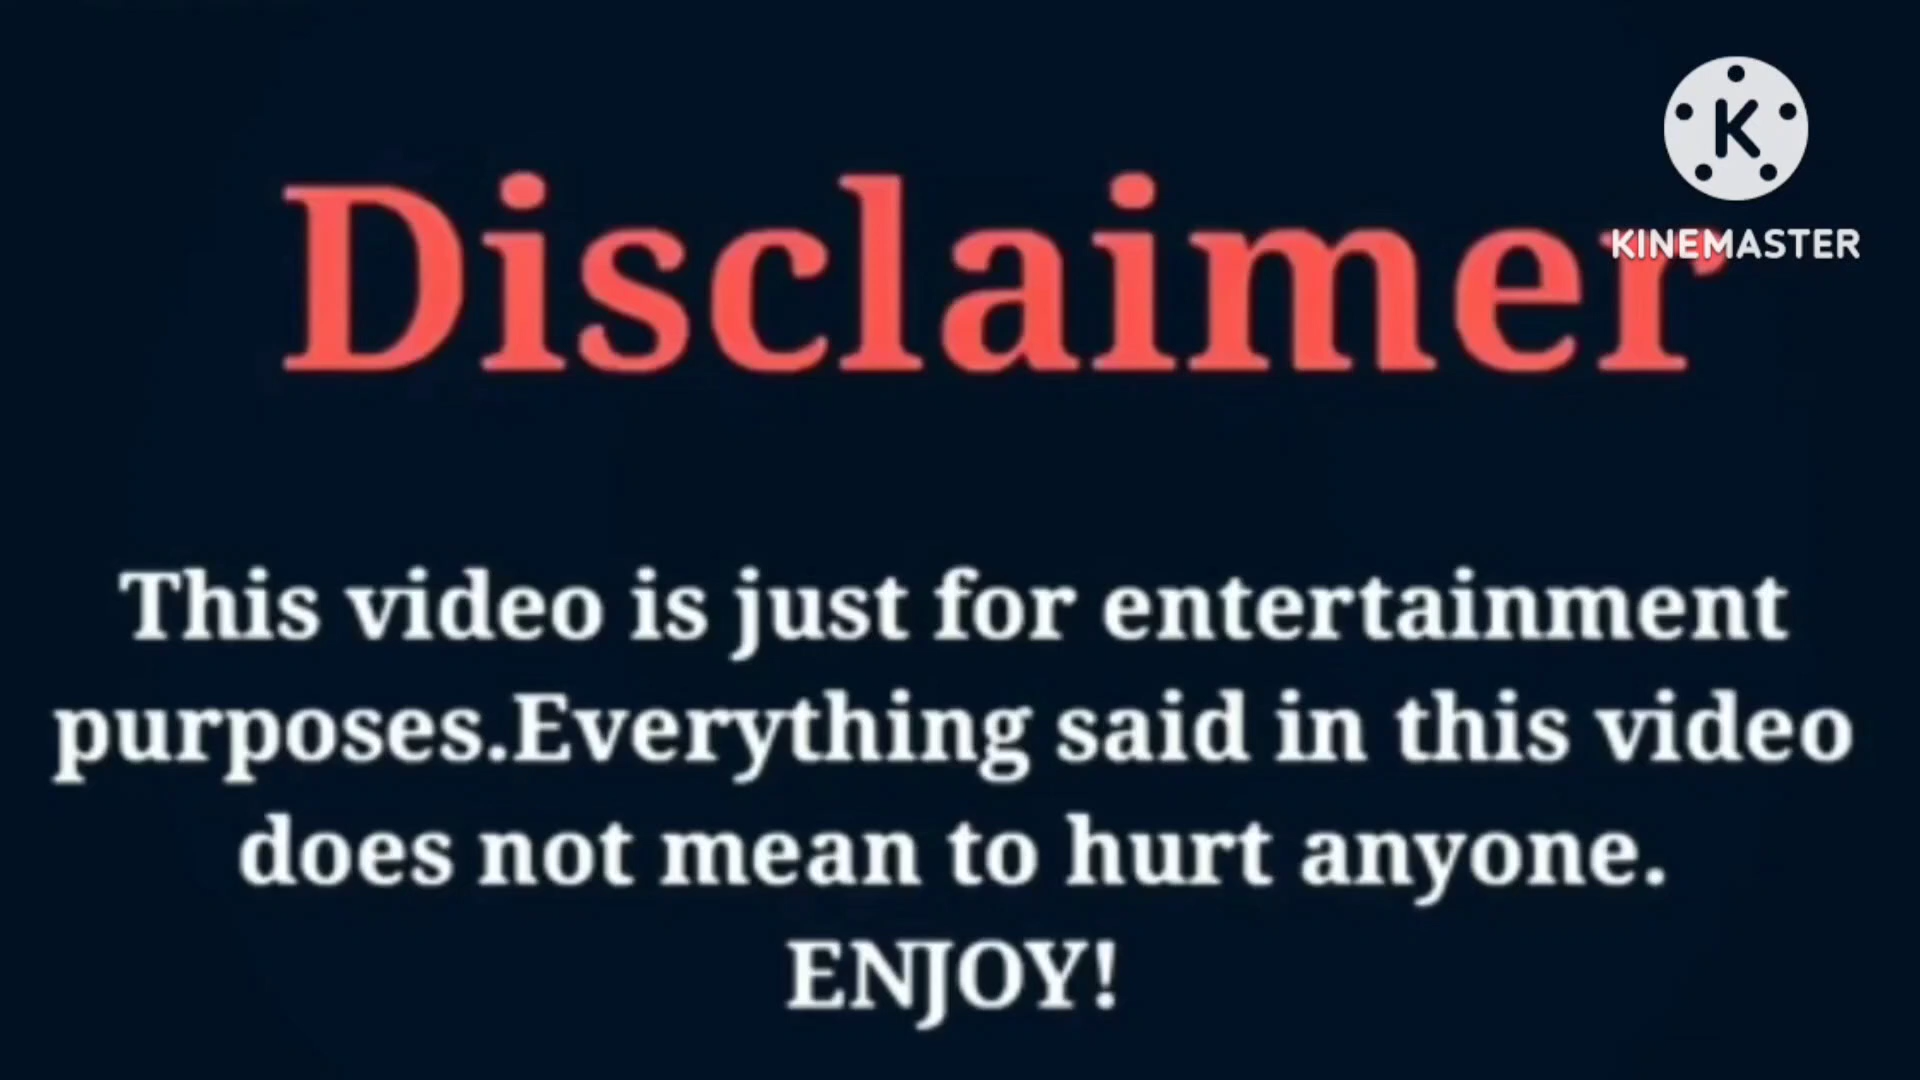 K
KINEMASTER
Disclaimer
This video is just for entertainment
purposes.Everything said in this video
does not mean to hurt anyone.
ENJOY!